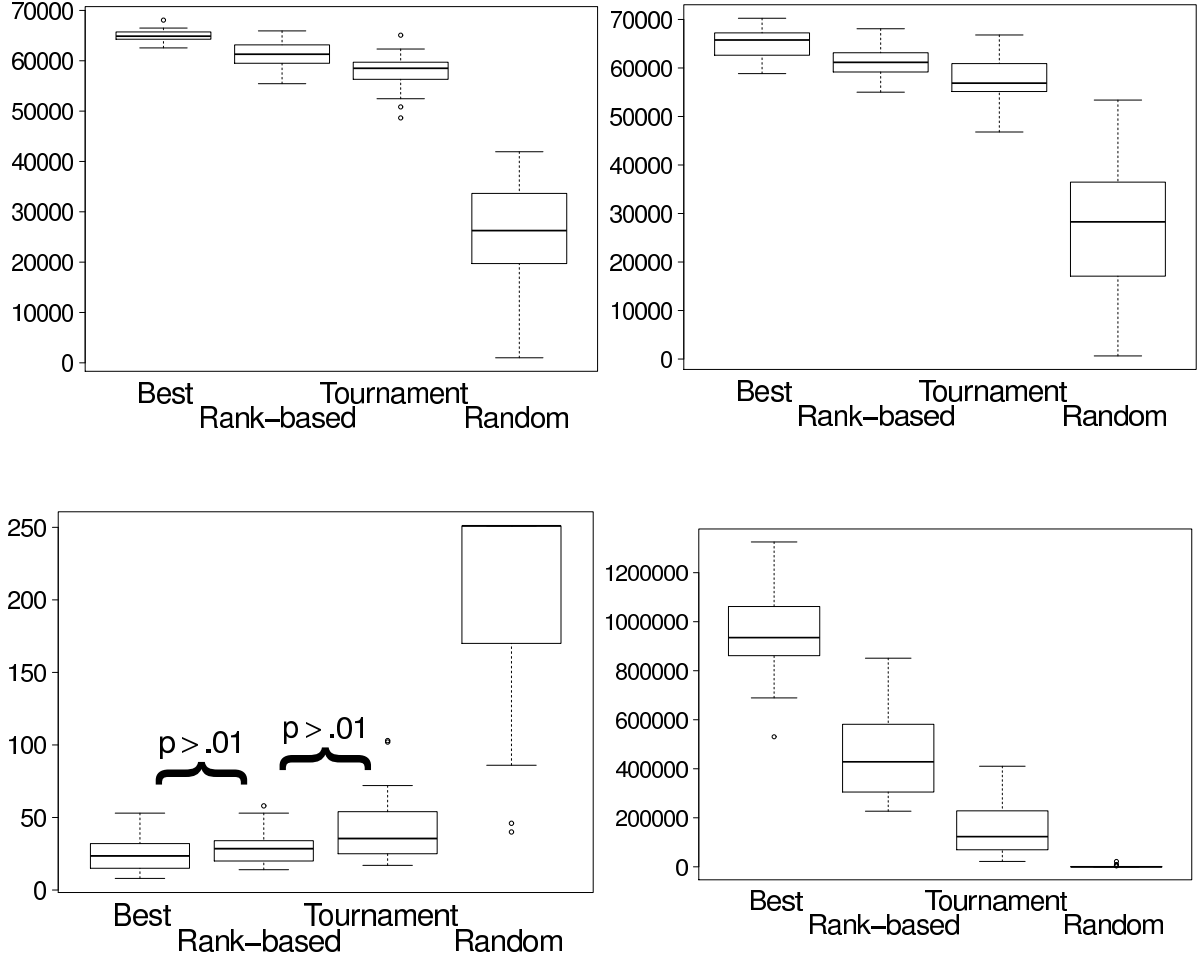 70000
60000
50000
40000
30000
20000
10000
0
Best
Tournament
Rank−based
Random
70000
60000
50000
40000
30000
20000
10000
0
Best
Tournament
Rank−based
Random
250
200
150
100
50
0
p > .01
p > .01
Best
Tournament
Rank−based
Random
1200000
1000000
800000
600000
400000
200000
0
Best
Tournament
Rank−based
Random